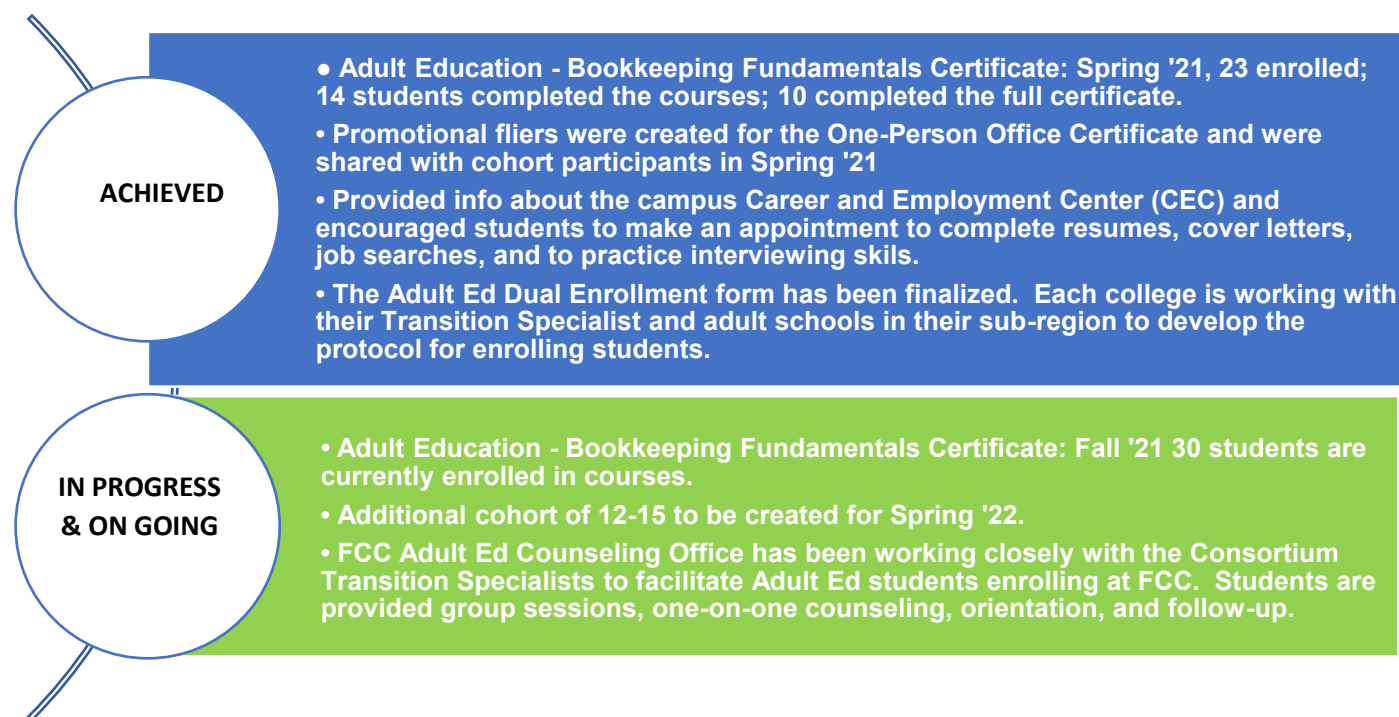 ACHIEVED
● Adult Education - Bookkeeping Fundamentals Certificate: Spring '21, 23 enrolled;
14 students completed the courses; 10 completed the full certificate.
• Promotional fliers were created for the One-Person Office Certificate and were
shared with cohort participants in Spring '21
• Provided info about the campus Career and Employment Center (CEC) and
encouraged students to make an appointment to complete resumes, cover letters,
job searches, and to practice interviewing skils.
• The Adult Ed Dual Enrollment form has been finalized.  Each college is working with
their Transition Specialist and adult schools in their sub-region to develop the
protocol for enrolling students.
IN PROGRESS
& ON GOING
• Adult Education - Bookkeeping Fundamentals Certificate: Fall '21 30 students are
currently enrolled in courses.
• Additional cohort of 12-15 to be created for Spring '22.
• FCC Adult Ed Counseling Office has been working closely with the Consortium
Transition Specialists to facilitate Adult Ed students enrolling at FCC.  Students are
provided group sessions, one-on-one counseling, orientation, and follow-up.